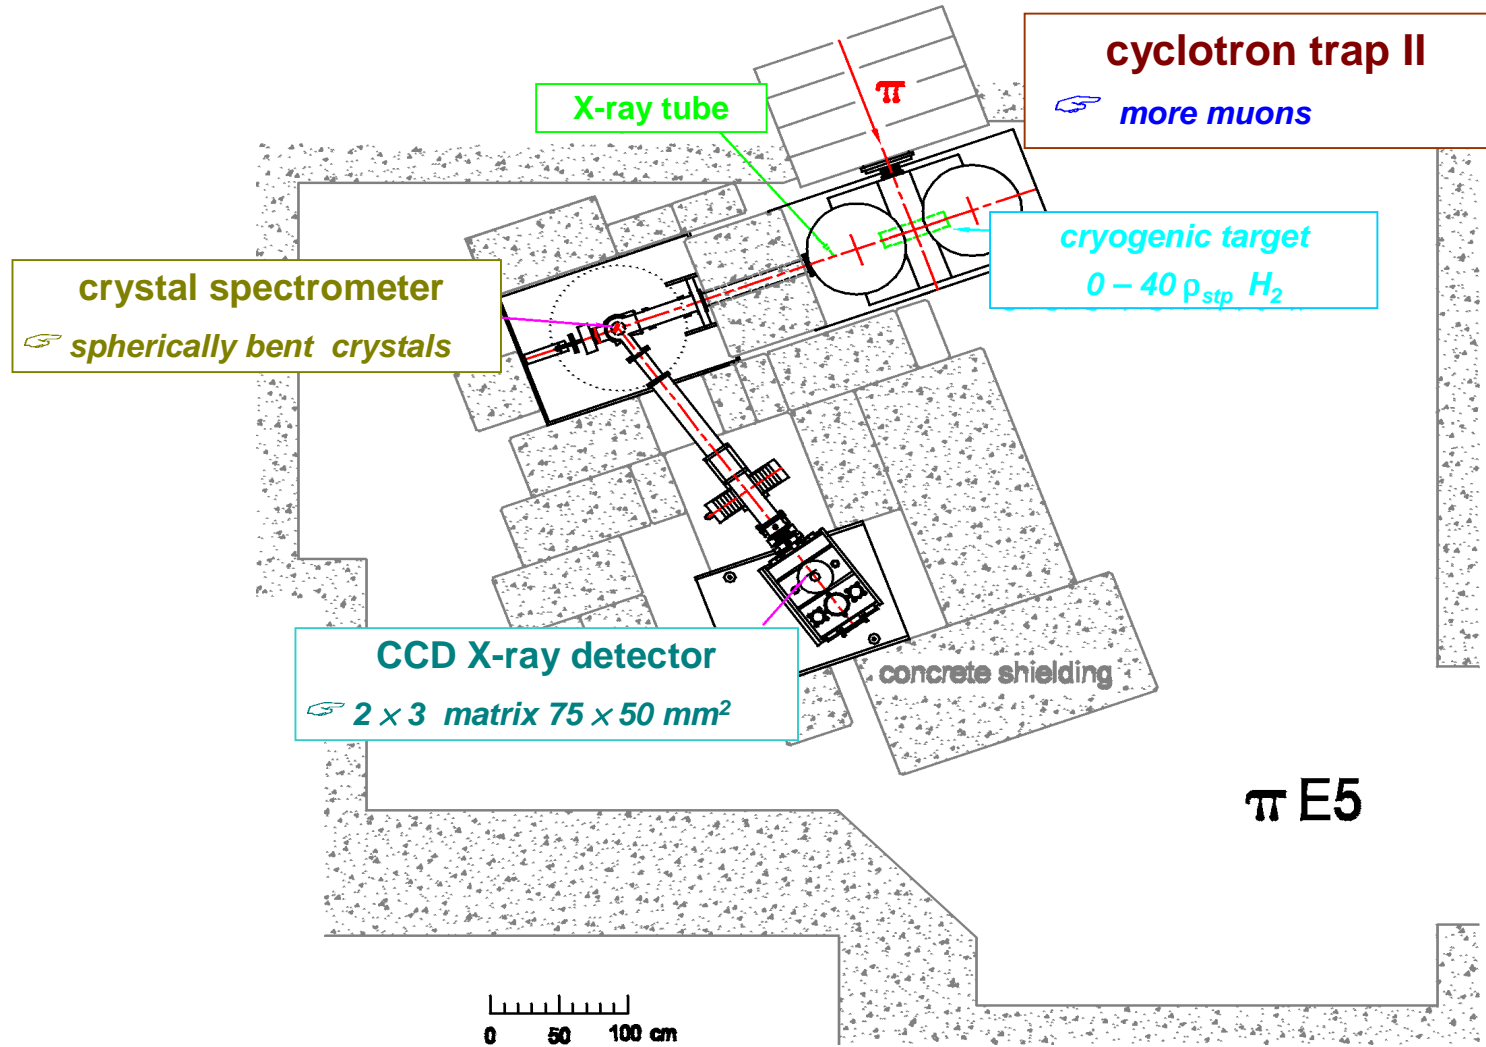 cyclotron trap II
☞ more muons
π
X-ray tube
cryogenic target
0 – 40 ρstp H2
crystal spectrometer
☞ spherically bent crystals
CCD X-ray detector
☞ 2 × 3 matrix 75 × 50 mm²
concrete shielding
π E5
0 50 100 cm